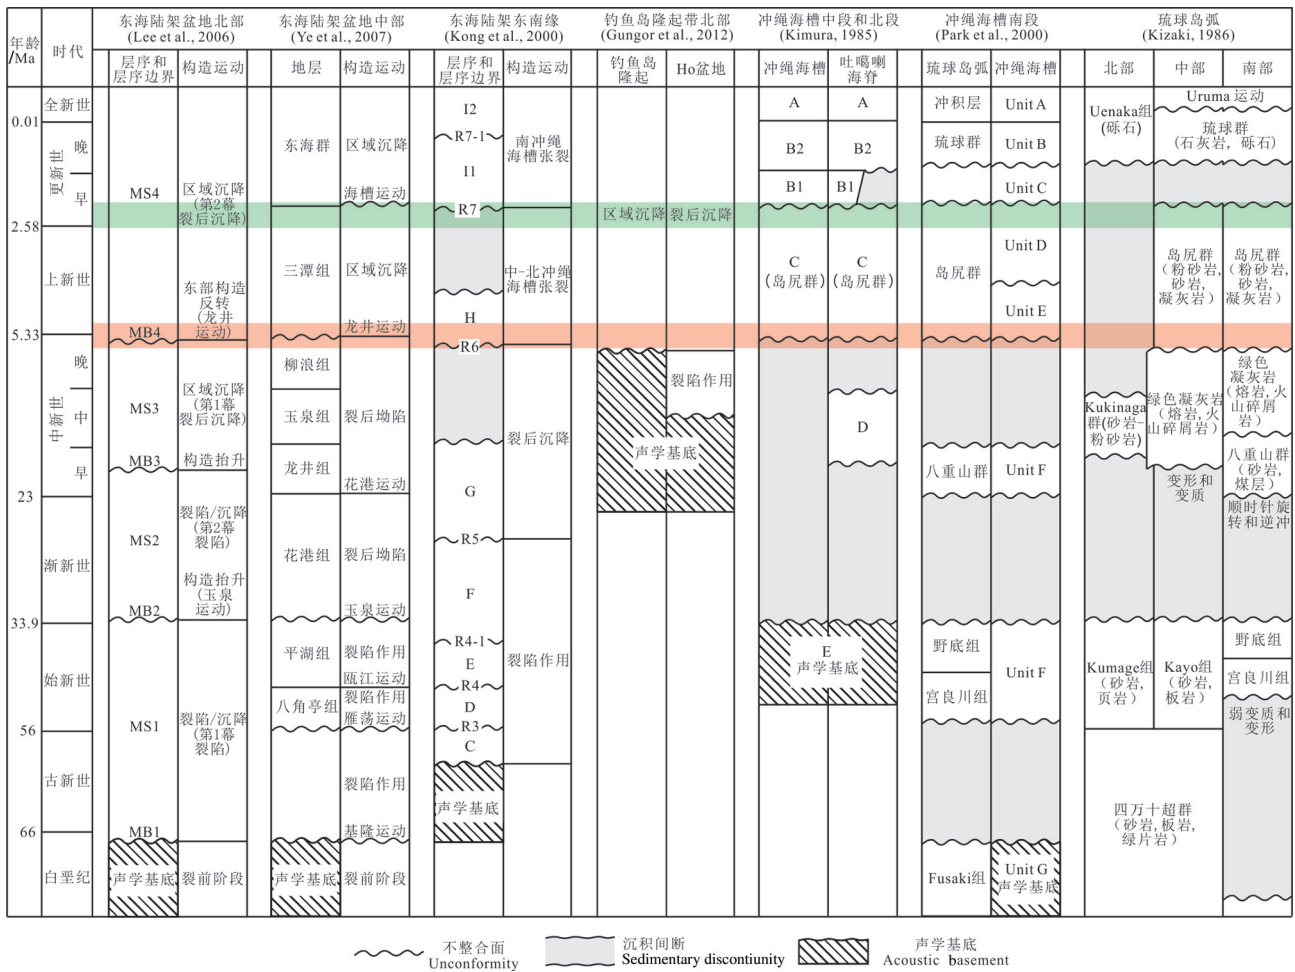 年龄
/Ma
时代
东海陆架盆地北部
(Lee et al., 2006)
东海陆架盆地中部
(Ye et al., 2007)
东海陆架东南缘
(Kong et al., 2000)
钓鱼岛隆起带北部
(Gungor et al., 2012)
冲绳海槽中段和北段
(Kimura, 1985)
冲绳海槽南段
(Park et al., 2000)
琉球岛弧
(Kizaki, 1986)
层序和
层序边界
构造运动
地层
构造运动
层序和
层序边界
构造运动
钓鱼岛
隆起
Ho盆地
冲绳海槽
吐噶喇
海脊
琉球岛弧
冲绳海槽
北部
中部
南部
0.01
2.58
5.33
23
33.9
56
66
全新世
更新世
晚
早
上新世
中新世
晚
中
早
渐新世
始新世
古新世
白垩纪
MS4
MB4
MS3
MB3
MS2
MB2
MS1
MB1
声学基底
区域沉降
(第2幕
裂后沉降)
东部构造
反转
(龙井
运动)
区域沉降
(第1幕
裂后沉降)
构造抬升
裂陷/沉降
(第2幕
裂陷)
构造抬升
(玉泉
运动)
裂陷/沉降
(第1幕
裂陷)
裂前阶段
东海群
三潭组
柳浪组
玉泉组
龙井组
花港组
平湖组
八角亭组
声学基底
区域沉降
海槽运动
区域沉降
龙井运动
裂后坳陷
花港运动
裂后坳陷
玉泉运动
裂陷作用
瓯江运动
裂陷作用
雁荡运动
裂陷作用
基隆运动
裂前阶段
I2
R7-1
I1
R7
H
R6
G
R5
F
R4-1
E
R4
D
R3
C
声学基底
南冲绳
海槽张裂
中-北冲绳
海槽张裂
裂后沉降
裂陷作用
区域沉降
裂后沉降
裂陷作用
声学基底
A
A
B2
B2
B1
B1
C
(岛尻群)
C
(岛尻群)
D
E
声学基底
冲积层
琉球群
岛尻群
八重山群
野底组
宫良川组
Fusaki组
Unit A
Unit B
Unit C
Unit D
Unit E
Unit F
Unit F
Unit G
声学基底
Uenaka组
(砾石)
Kukinaga
群(砂岩-
粉砂岩)
Kumage组
(砂岩,
页岩)
Uruma 运动
琉球群
(石灰岩, 砾石)
岛尻群
(粉砂岩,
砂岩,
凝灰岩)
绿色凝灰岩
(熔岩,火
山碎屑岩)
变形和
变质
Kayo组
(砂岩,
板岩)
岛尻群
(粉砂岩,
砂岩,
凝灰岩)
绿色
凝灰岩
(熔岩,火
山碎屑
岩)
八重山群
(砂岩,
煤层)
顺时针旋
转和逆冲
野底组
宫良川组
弱变质和
变形
四万十超群
(砂岩,板岩,
绿片岩)
不整合面
Unconformity
沉积间断
Sedimentary discontiunity
声学基底
Acoustic basement